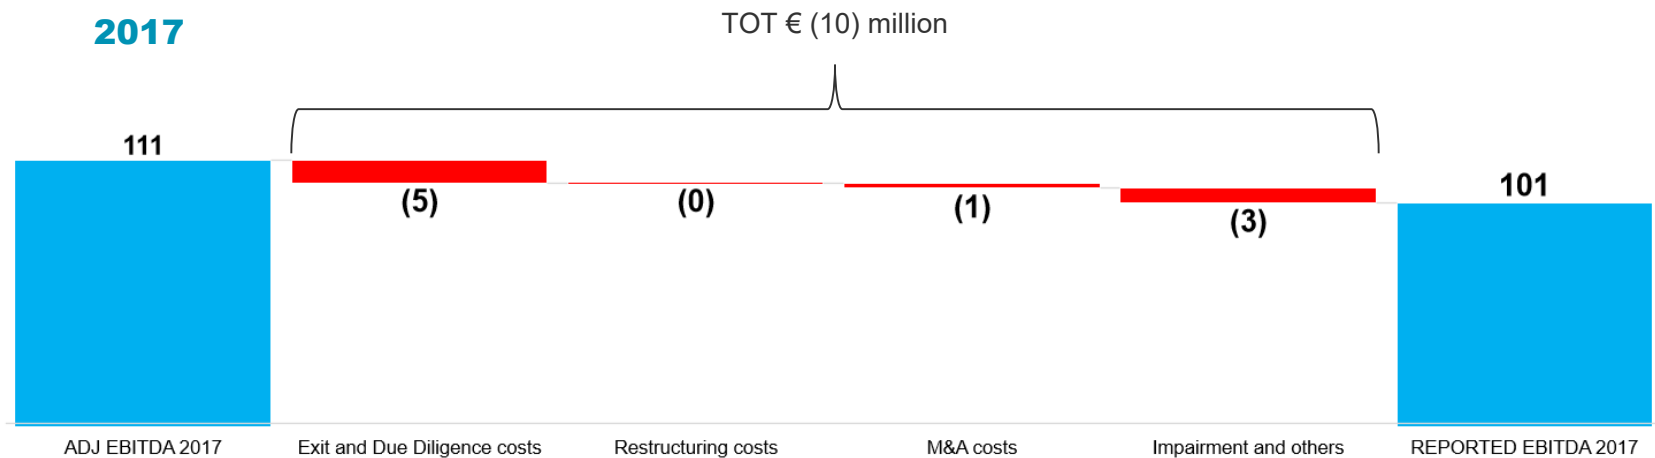 2017
TOT € (10) million
111
(5)
(0)
(1)
(3)
101
ADJ EBITDA 2017
Exit and Due Diligence costs
Restructuring costs
M&A costs
Impairment and others
REPORTED EBITDA 2017